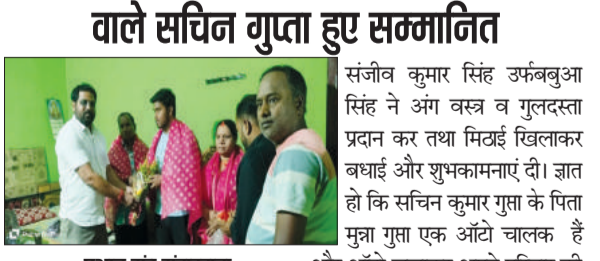 वाले सचिन गुप्ता हुए सम्मानित
संजीव कुमार सिंह उर्फबबुआ
सिंह ने अंग वस्त्र व गुलदस्ता
प्रदान कर तथा मिठाई खिलाकर
बधाई और शुभकामनाएं दी। ज्ञात
हो कि सचिन कुमार गुप्ता के पिता
मुन्ना गुप्ता एक ऑटो चालक हैं